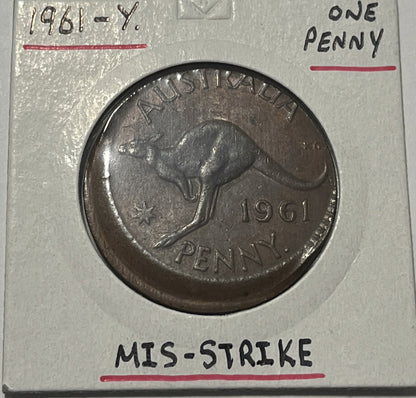 1961-Y. ONE
PENNY
AUSTRALIA
K.G
1961
PENNY.
MIS-STRIKE